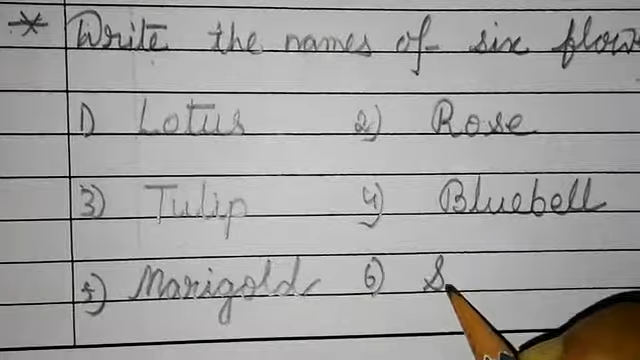 * Write the names of six flow
1) Lotus 2) Rose
3) Tulip 4) Bluebell
5) Marigold 6) S